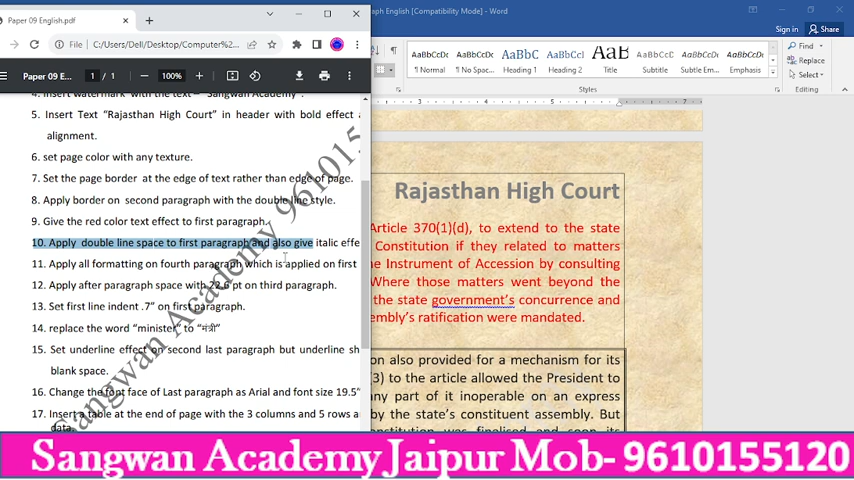 Paper 09 English.pdf
ph English [Compatibility Mode] - Word
Sign in Share
File C:/Users/Dell/Desktop/Computer%2...
Paper 09 E... 1 / 1 100%
AaBbCcDc AaBbCcDc AaBbC AaBbCcl AaB AaBbCcD AaBbCcDc AaBbCcDc
¶ Normal ¶ No Spac... Heading 1 Heading 2 Title Subtitle Subtle Em... Emphasis
Find
Replace
Select
Styles
Editing
4. Insert watermark with the text – "Sangwan Academy".
5. Insert Text "Rajasthan High Court" in header with bold effect a
alignment.
6. set page color with any texture.
7. Set the page border at the edge of text rather than edge of page.
8. Apply border on second paragraph with the double line style.
9. Give the red color text effect to first paragraph.
10. Apply double line space to first paragraph and also give italic effe
11. Apply all formatting on fourth paragraph which is applied on first
12. Apply after paragraph space with 22.6 pt on third paragraph.
13. Set first line indent .7" on first paragraph.
14. replace the word "minister" to "मंत्री"
15. Set underline effect on second last paragraph but underline sh
blank space.
16. Change the font face of Last paragraph as Arial and font size 19.5"
17. Insert a table at the end of page with the 3 columns and 5 rows a
data.
Sangwan Academy 961015
Rajasthan High Court
Article 370(1)(d), to extend to the state
Constitution if they related to matters
e Instrument of Accession by consulting
Where those matters went beyond the
the state government's concurrence and
embly's ratification were mandated.
on also provided for a mechanism for its
(3) to the article allowed the President to
any part of it inoperable on an express
by the state's constituent assembly. But
nstitution was finalised and soon its
Sangwan Academy Jaipur Mob- 9610155120